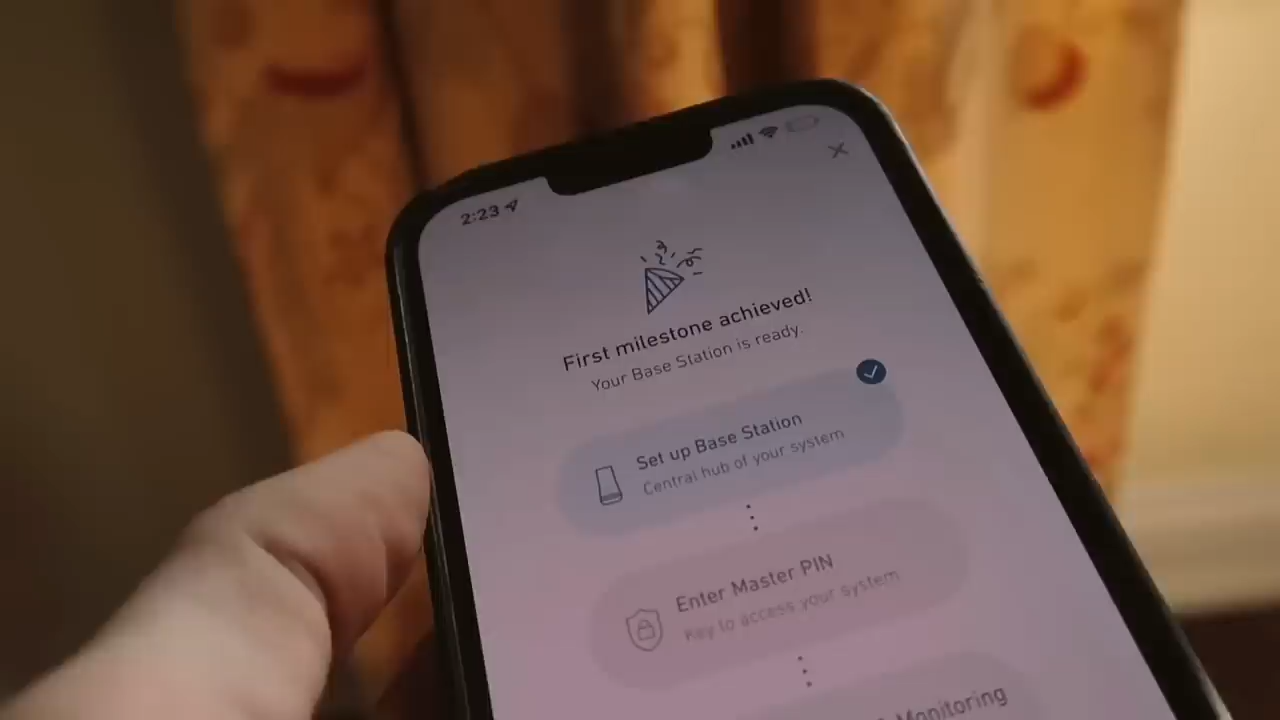 2:23
First milestone achieved!
Your Base Station is ready.
Set up Base Station
Central hub of your system
Enter Master PIN
Key to access your system
Monitoring